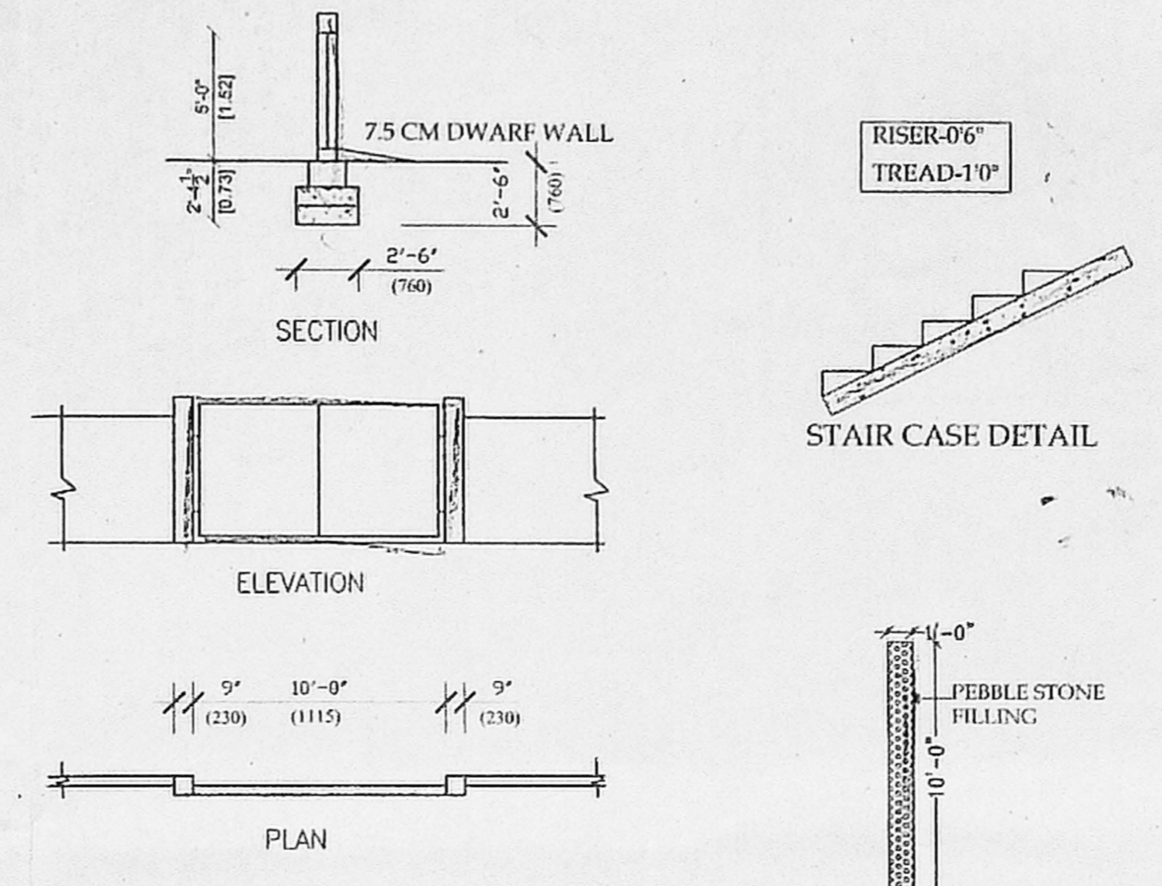 5'-0"
[1.52]
2'-4½"
[0.73]
7.5 CM DWARF WALL
2'-6"
(760)
2'-6"
(760)
SECTION
RISER-0'6"
TREAD-1'0"
STAIR CASE DETAIL
ELEVATION
9" 10'-0" 9"
(230) (1115) (230)
PLAN
1'-0"
PEBBLE STONE
FILLING
10'-0"